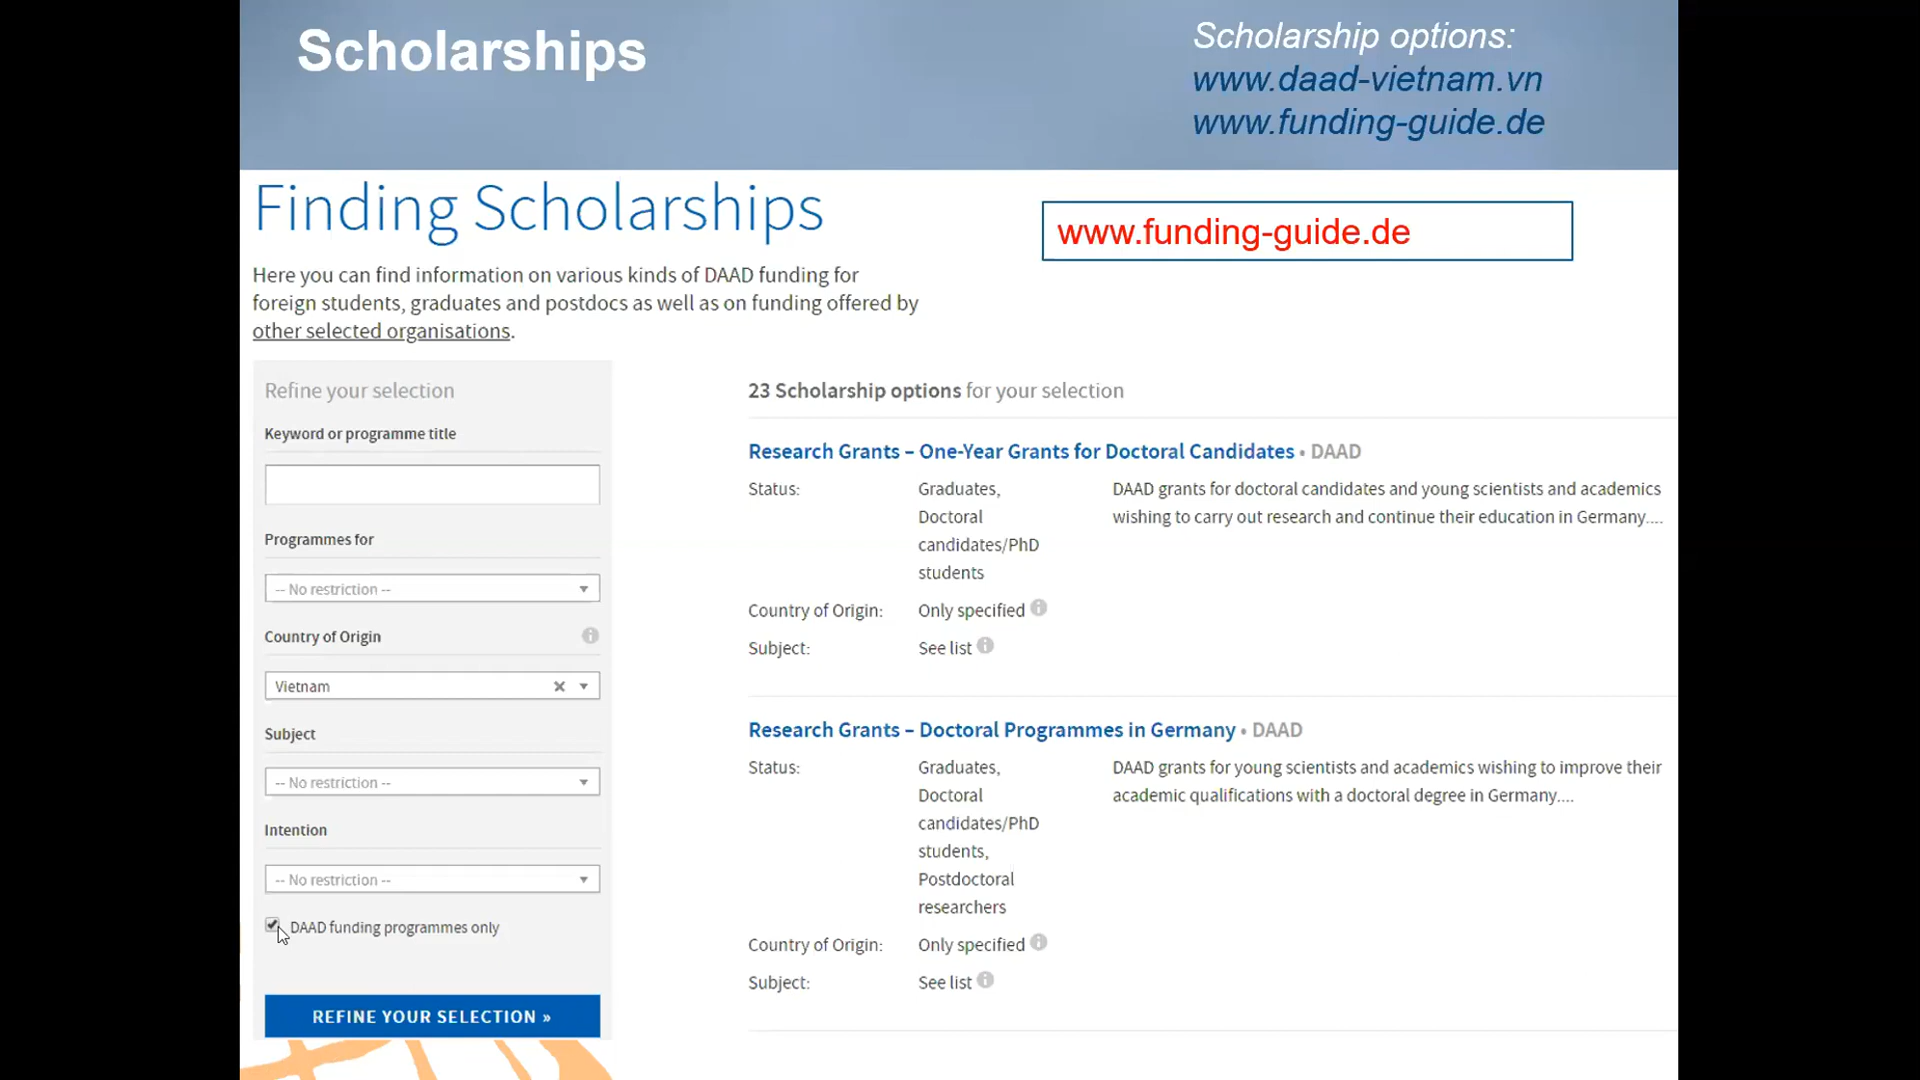 Scholarships
Scholarship options:
www.daad-vietnam.vn
www.funding-guide.de
Finding Scholarships
www.funding-guide.de
Here you can find information on various kinds of DAAD funding for
foreign students, graduates and postdocs as well as on funding offered by
other selected organisations.
Refine your selection
Keyword or programme title
Programmes for
-- No restriction --
Country of Origin
Vietnam
Subject
-- No restriction --
Intention
-- No restriction --
DAAD funding programmes only
REFINE YOUR SELECTION »
23 Scholarship options for your selection
Research Grants – One-Year Grants for Doctoral Candidates • DAAD
Status:
Graduates,
Doctoral
candidates/PhD
students
DAAD grants for doctoral candidates and young scientists and academics
wishing to carry out research and continue their education in Germany....
Country of Origin: Only specified
Subject: See list
Research Grants – Doctoral Programmes in Germany • DAAD
Status:
Graduates,
Doctoral
candidates/PhD
students,
Postdoctoral
researchers
DAAD grants for young scientists and academics wishing to improve their
academic qualifications with a doctoral degree in Germany....
Country of Origin: Only specified
Subject: See list